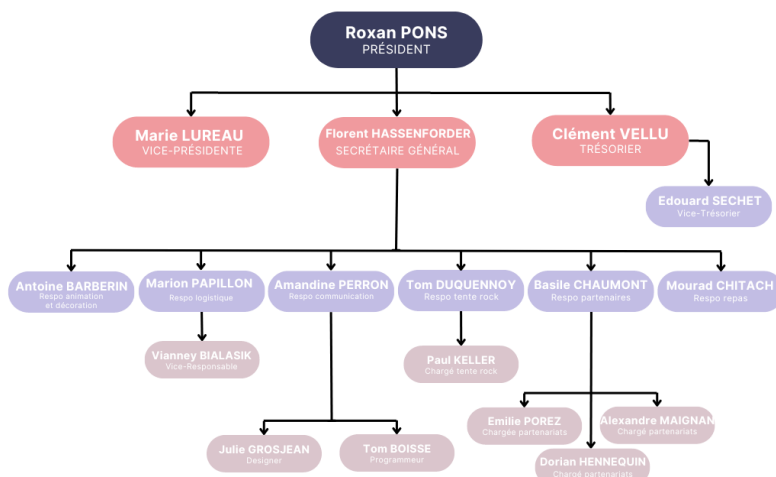 Roxan PONS
PRÉSIDENT
Marie LUREAU
VICE-PRÉSIDENTE
Florent HASSENFORDER
SECRÉTAIRE GÉNÉRAL
Clément VELLU
TRÉSORIER
Edouard SECHET
Vice-Trésorier
Antoine BARBERIN
Respo animation
et décoration
Marion PAPILLON
Respo logistique
Amandine PERRON
Respo communication
Tom DUQUENNOY
Respo tente rock
Basile CHAUMONT
Respo partenaires
Mourad CHITACH
Respo repas
Vianney BIALASIK
Vice-Responsable
Paul KELLER
Chargé tente rock
Emilie POREZ
Chargée partenariats
Alexandre MAIGNAN
Chargé partenariats
Julie GROSJEAN
Designer
Tom BOISSE
Programmeur
Dorian HENNEQUIN
Chargé partenariats